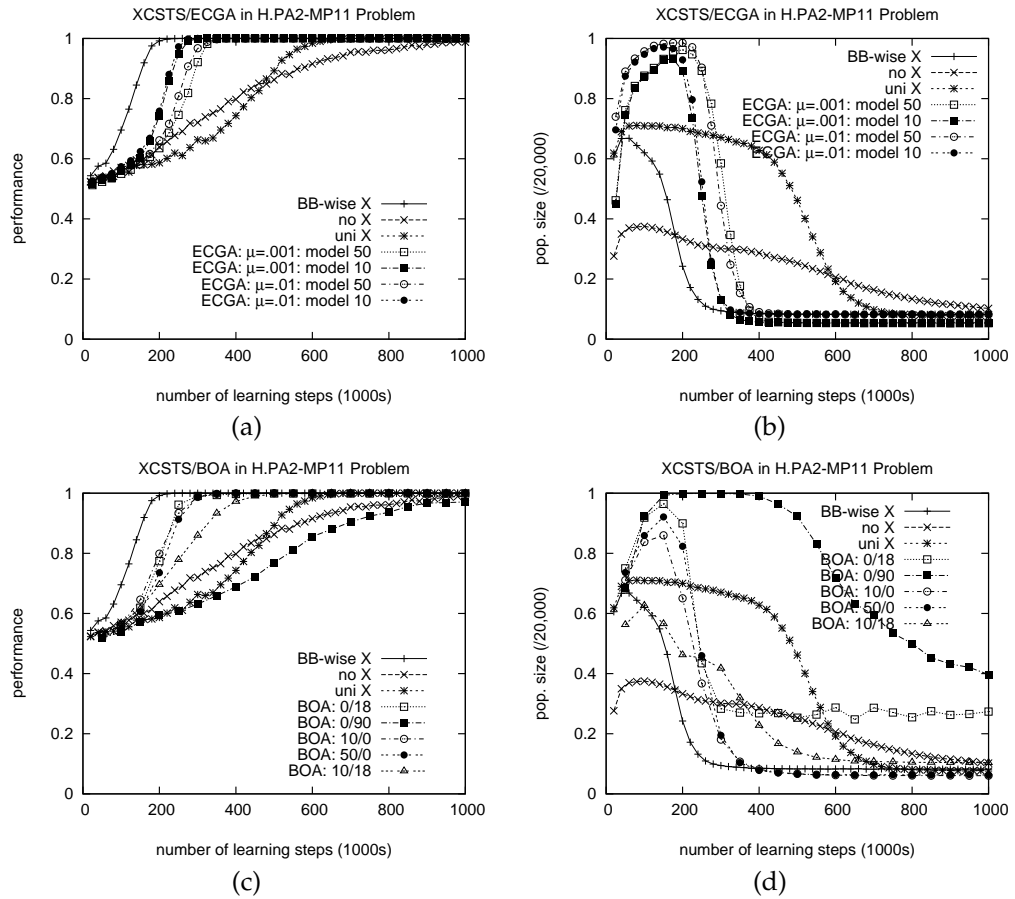 XCSTS/ECGA in H.PA2-MP11 Problem
1
0.8
0.6
0.4
0.2
0
performance
BB-wise X
no X
uni X
ECGA: μ=.001: model 50
ECGA: μ=.001: model 10
ECGA: μ=.01: model 50
ECGA: μ=.01: model 10
0 200 400 600 800 1000
number of learning steps (1000s)
(a)
XCSTS/ECGA in H.PA2-MP11 Problem
1
0.8
0.6
0.4
0.2
0
pop. size (/20,000)
BB-wise X
no X
uni X
ECGA: μ=.001: model 50
ECGA: μ=.001: model 10
ECGA: μ=.01: model 50
ECGA: μ=.01: model 10
0 200 400 600 800 1000
number of learning steps (1000s)
(b)
XCSTS/BOA in H.PA2-MP11 Problem
1
0.8
0.6
0.4
0.2
0
performance
BB-wise X
no X
uni X
BOA: 0/18
BOA: 0/90
BOA: 10/0
BOA: 50/0
BOA: 10/18
0 200 400 600 800 1000
number of learning steps (1000s)
(c)
XCSTS/BOA in H.PA2-MP11 Problem
1
0.8
0.6
0.4
0.2
0
pop. size (/20,000)
BB-wise X
no X
uni X
BOA: 0/18
BOA: 0/90
BOA: 10/0
BOA: 50/0
BOA: 10/18
0 200 400 600 800 1000
number of learning steps (1000s)
(d)